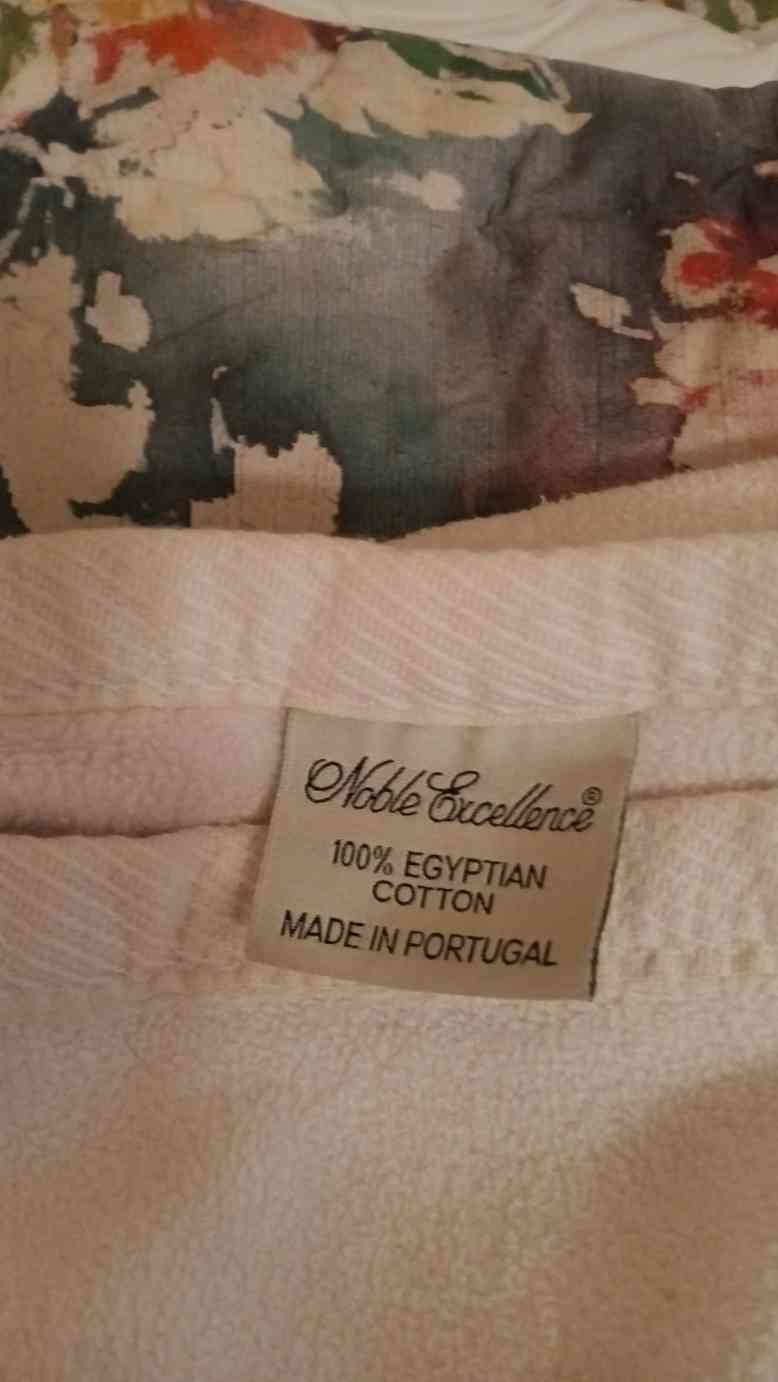 Noble Excellence®
100% EGYPTIAN
COTTON
MADE IN PORTUGAL